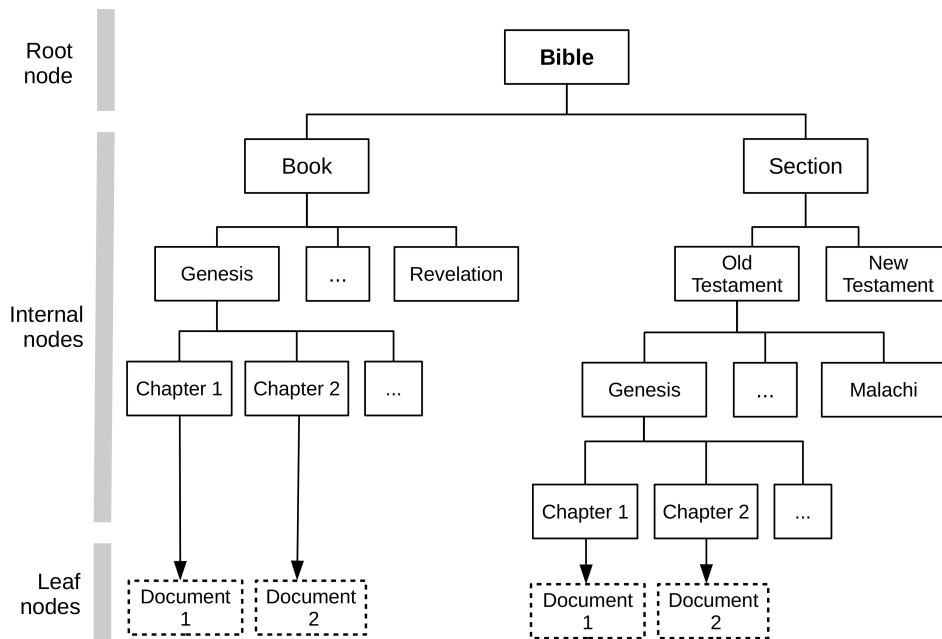 Root
node
Bible
Book
Section
Genesis
...
Revelation
Old
Testament
New
Testament
Internal
nodes
Chapter 1
Chapter 2
...
Genesis
...
Malachi
Chapter 1
Chapter 2
...
Leaf
nodes
Document
1
Document
2
Document
1
Document
2